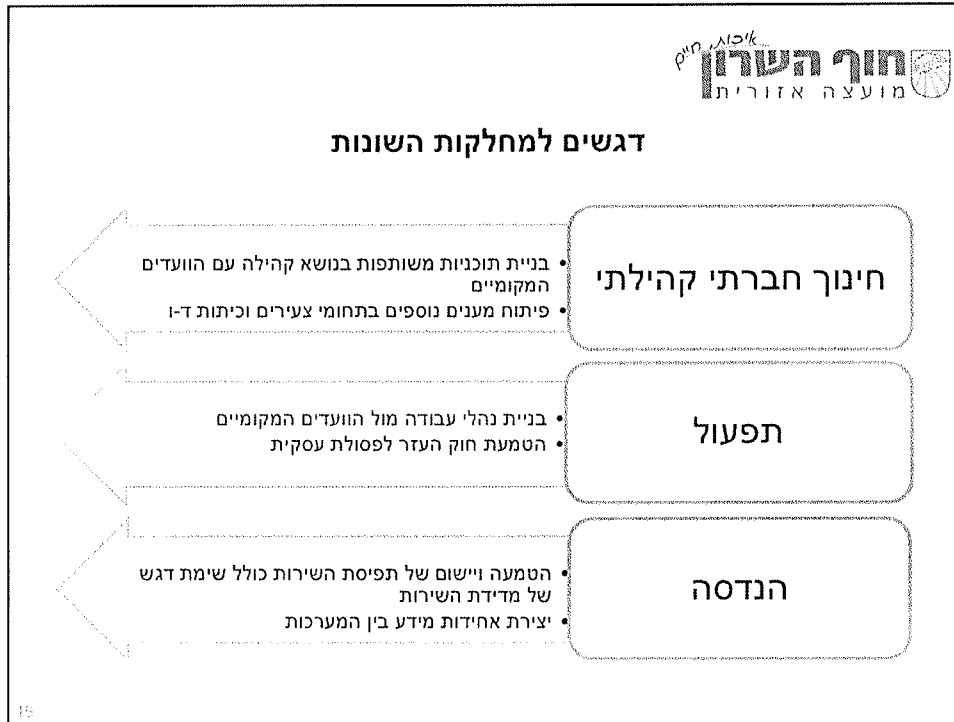 איכות חיים
חוף השרון
מועצה אזורית
דגשים למחלקות השונות
חינוך חברתי קהילתי
• בניית תוכניות משותפות בנושא קהילה עם הוועדים
המקומיים
• פיתוח מענים נוספים בתחומי צעירים וכיתות ד-ו
תפעול
• בניית נהלי עבודה מול הוועדים המקומיים
• הטמעת חוק העזר לפסולת עסקית
הנדסה
• הטמעה ויישום של תפיסת השירות כולל שימת דגש
של מדידת השירות
• יצירת אחידות מידע בין המערכות